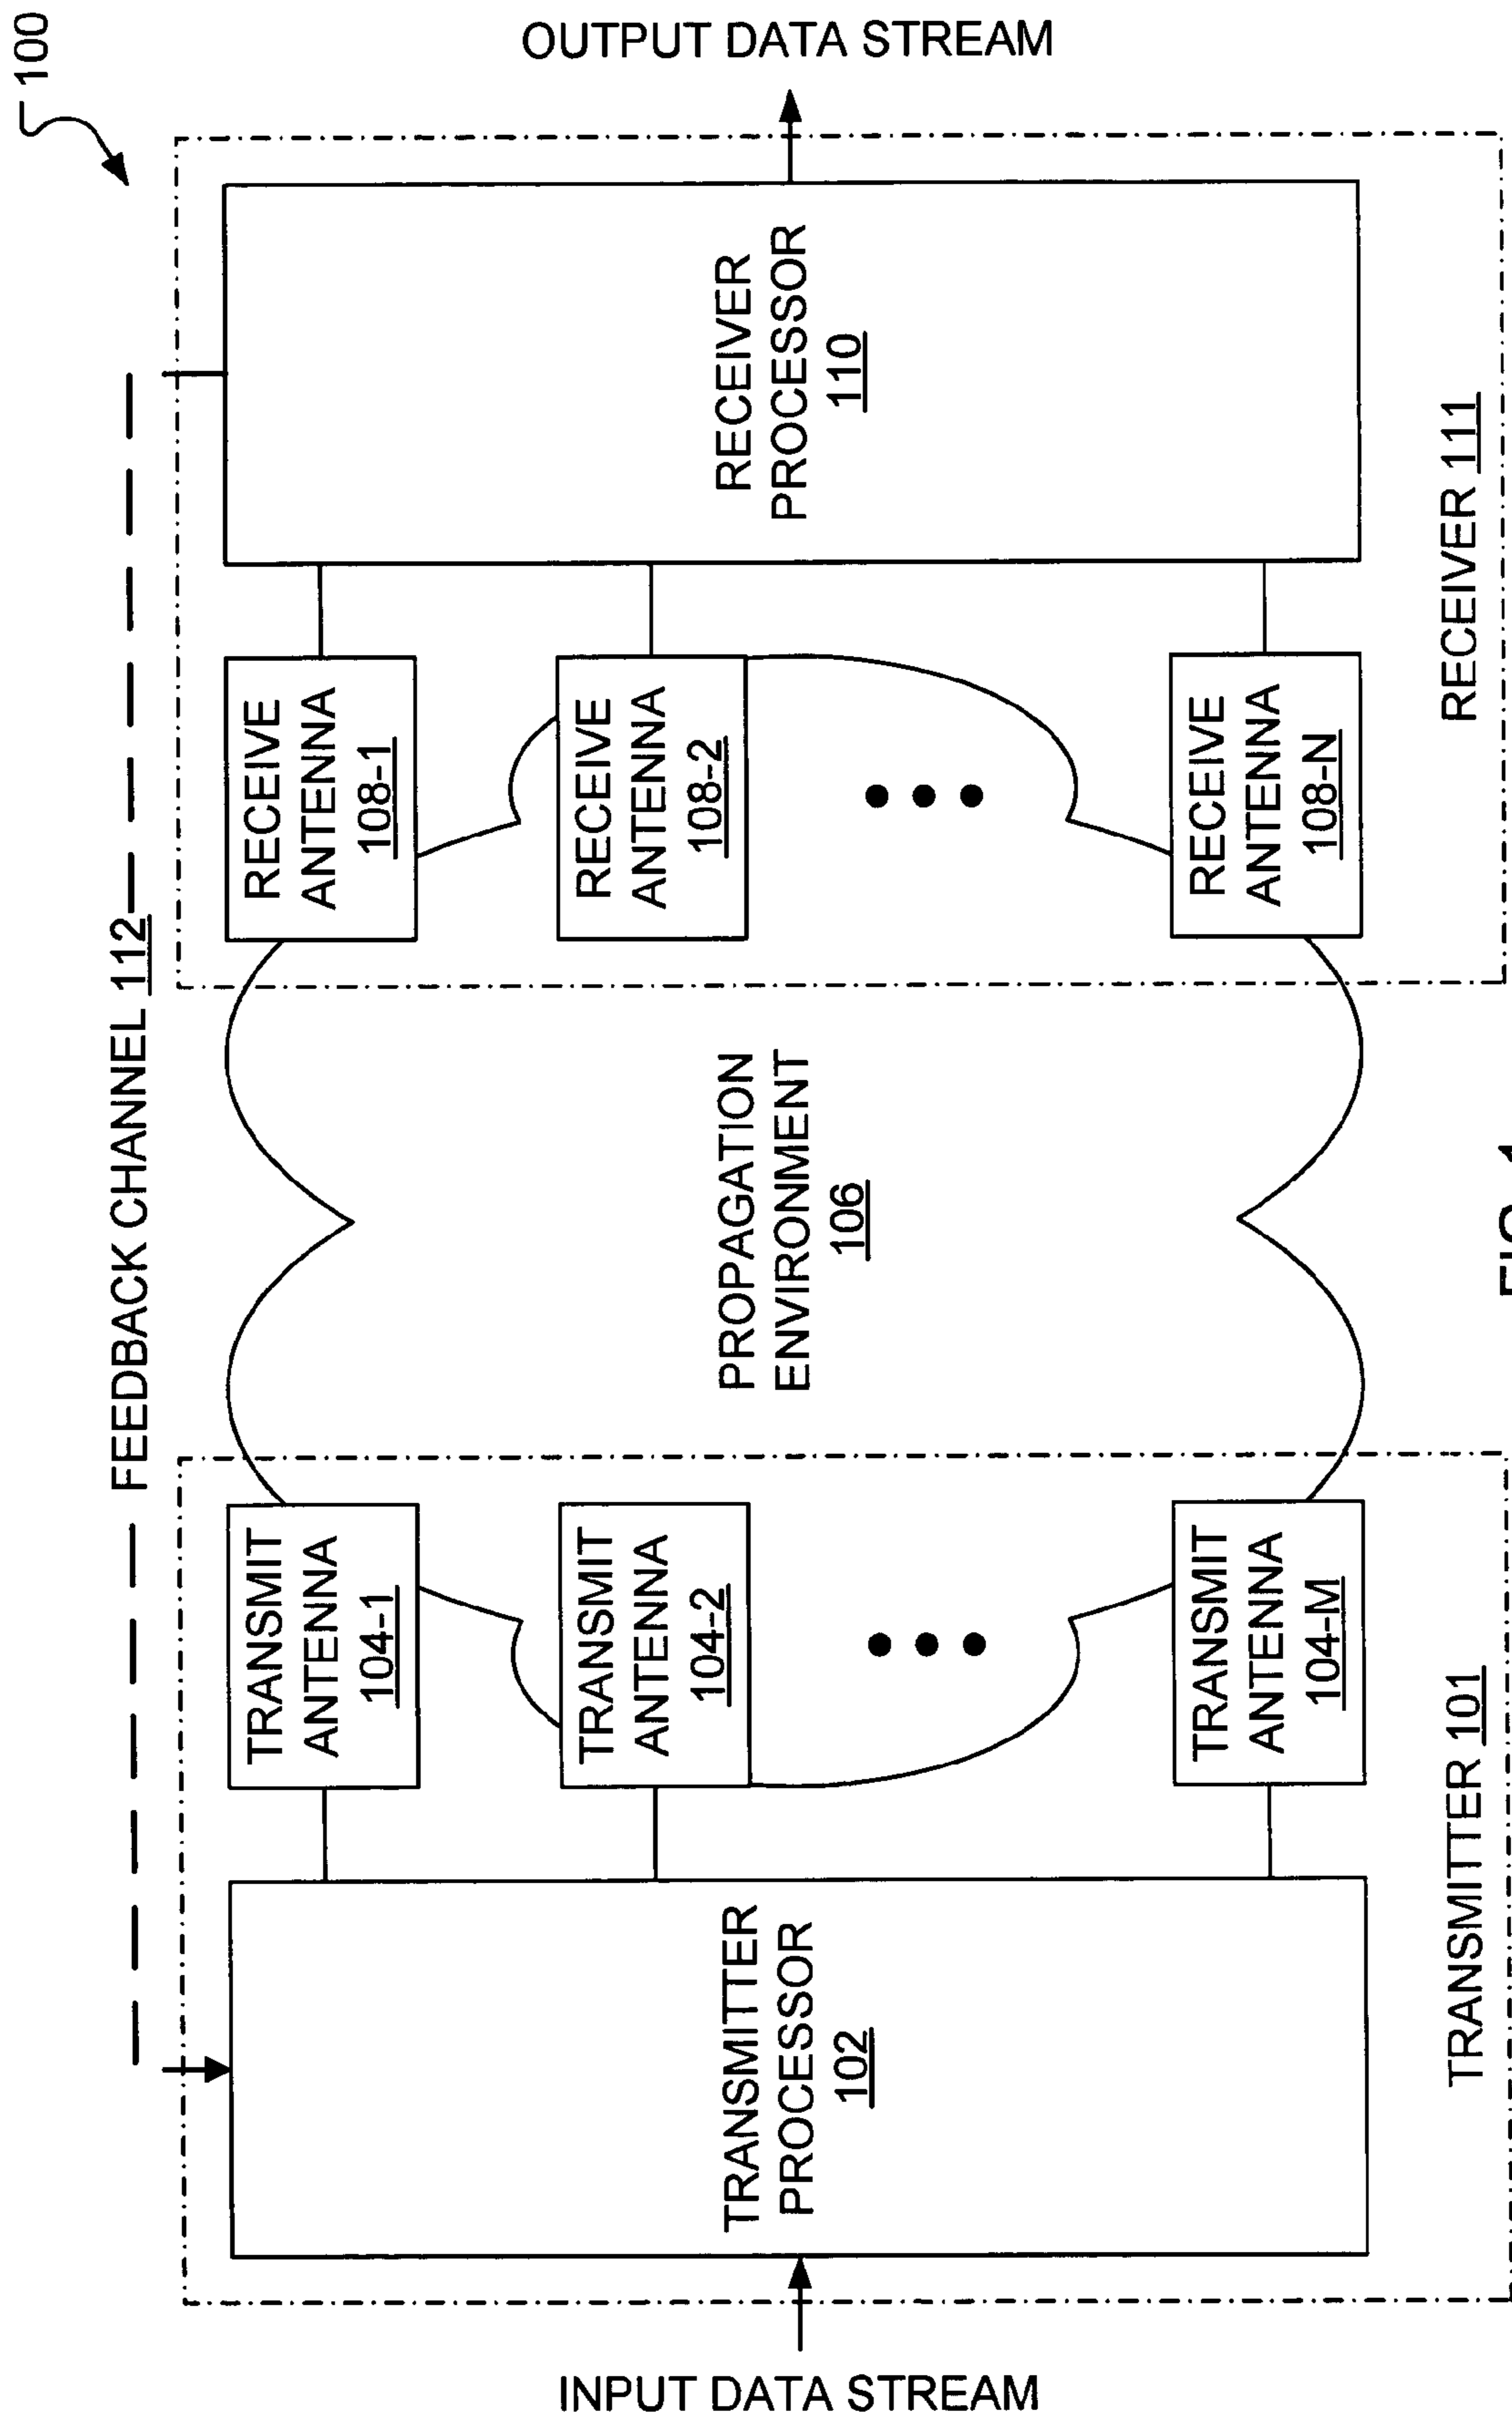 100
FEEDBACK CHANNEL 112
INPUT DATA STREAM
TRANSMITTER
PROCESSOR
102
TRANSMIT
ANTENNA
104-1
TRANSMIT
ANTENNA
104-2
TRANSMIT
ANTENNA
104-M
TRANSMITTER 101
PROPAGATION
ENVIRONMENT
106
RECEIVE
ANTENNA
108-1
RECEIVE
ANTENNA
108-2
RECEIVE
ANTENNA
108-N
RECEIVER
PROCESSOR
110
RECEIVER 111
OUTPUT DATA STREAM
FIG. 1